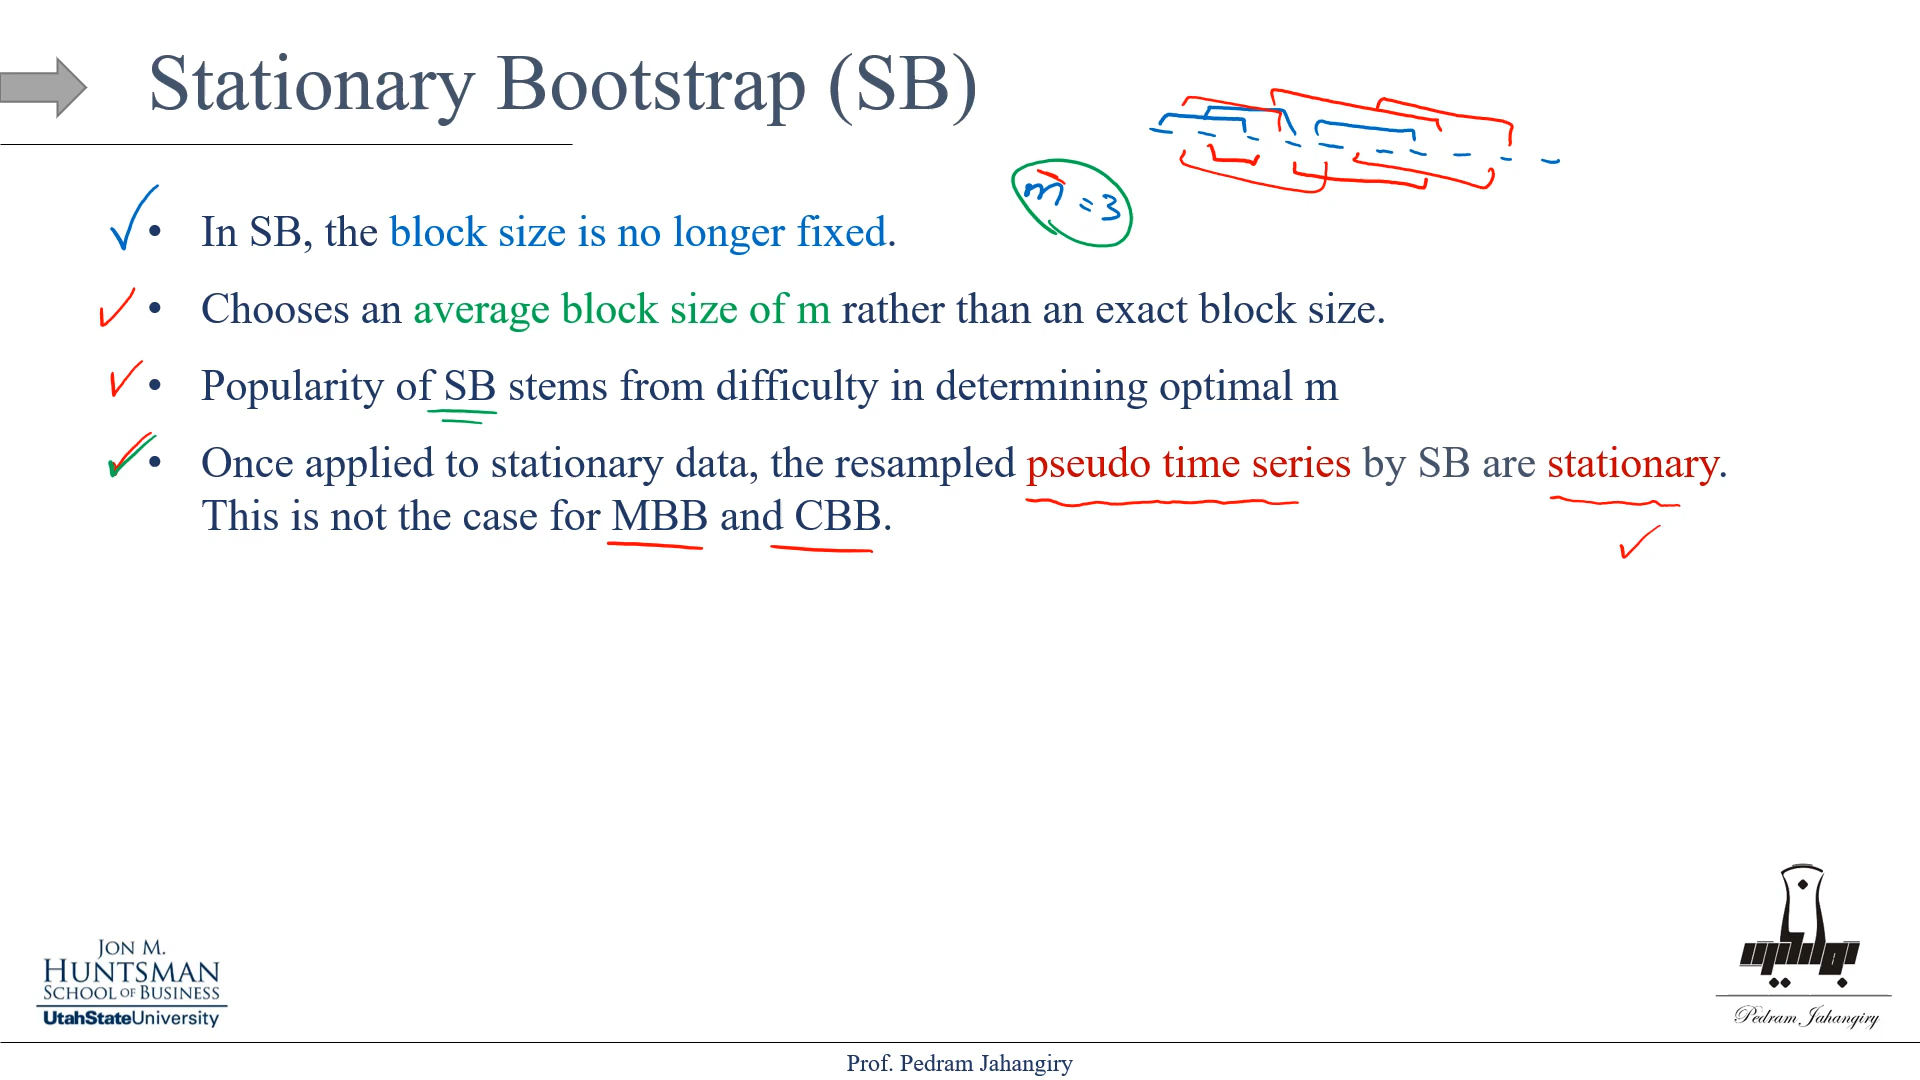 Stationary Bootstrap (SB)
m̄ = 3
• In SB, the block size is no longer fixed.
• Chooses an average block size of m rather than an exact block size.
• Popularity of SB stems from difficulty in determining optimal m
• Once applied to stationary data, the resampled pseudo time series by SB are stationary.
This is not the case for MBB and CBB.
JON M.
HUNTSMAN
SCHOOL OF BUSINESS
UtahStateUniversity
Pedram Jahangiry
Prof. Pedram Jahangiry